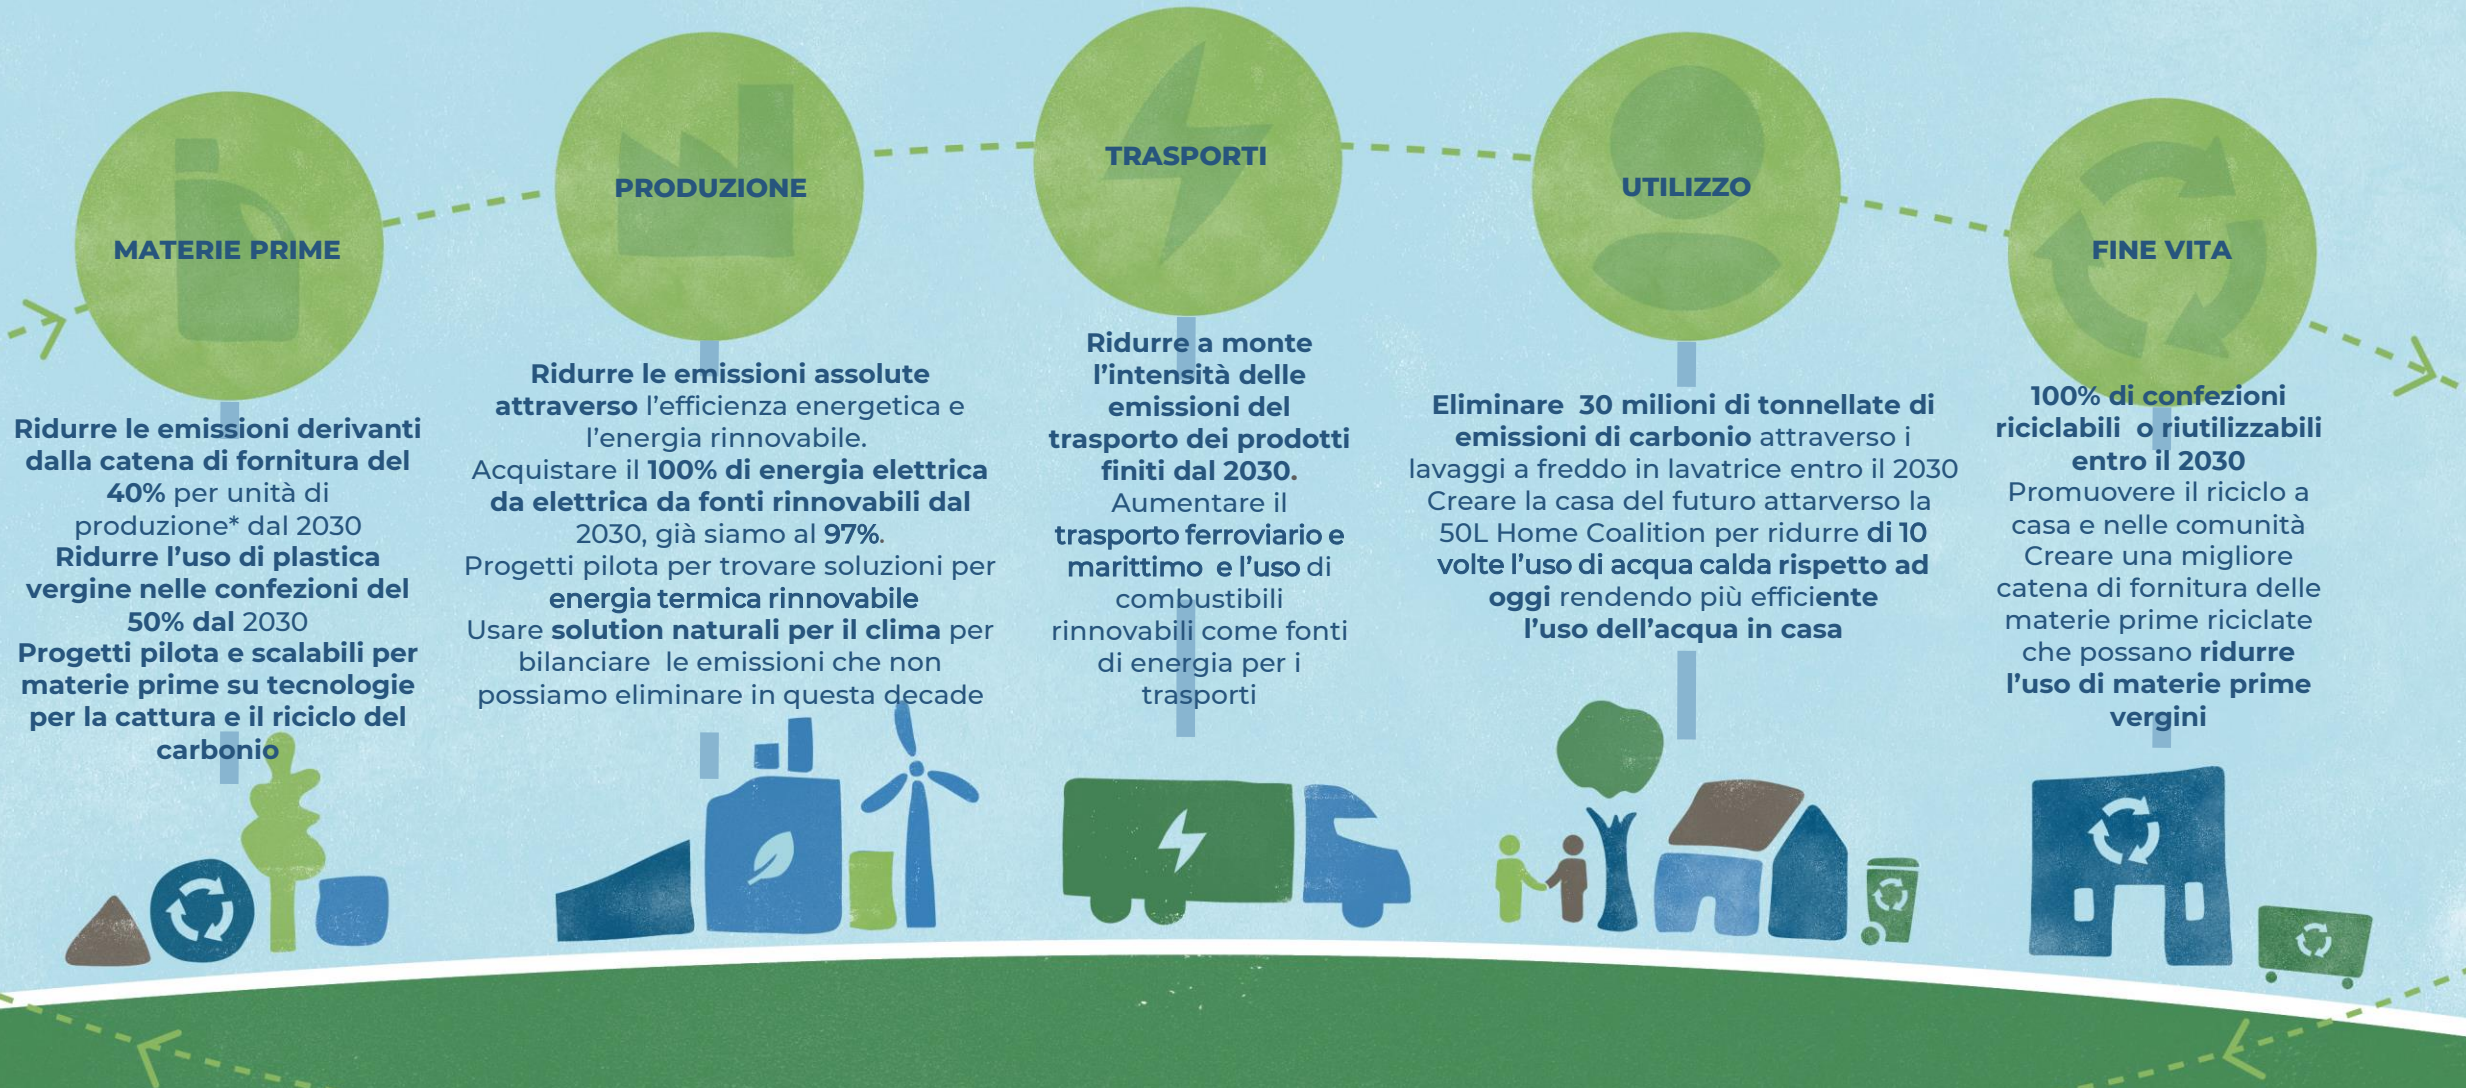 MATERIE PRIME
Ridurre le emissioni derivanti
dalla catena di fornitura del
40% per unità di
produzione* dal 2030
Ridurre l’uso di plastica
vergine nelle confezioni del
50% dal 2030
Progetti pilota e scalabili per
materie prime su tecnologie
per la cattura e il riciclo del
carbonio
PRODUZIONE
Ridurre le emissioni assolute
attraverso l’efficienza energetica e
l’energia rinnovabile.
Acquistare il 100% di energia elettrica
da elettrica da fonti rinnovabili dal
2030, già siamo al 97%.
Progetti pilota per trovare soluzioni per
energia termica rinnovabile
Usare solution naturali per il clima per
bilanciare le emissioni che non
possiamo eliminare in questa decade
TRASPORTI
Ridurre a monte
l’intensità delle
emissioni del
trasporto dei prodotti
finiti dal 2030.
Aumentare il
trasporto ferroviario e
marittimo e l’uso di
combustibili
rinnovabili come fonti
di energia per i
trasporti
UTILIZZO
Eliminare 30 milioni di tonnellate di
emissioni di carbonio attraverso i
lavaggi a freddo in lavatrice entro il 2030
Creare la casa del futuro attarverso la
50L Home Coalition per ridurre di 10
volte l’uso di acqua calda rispetto ad
oggi rendendo più efficiente
l’uso dell’acqua in casa
FINE VITA
100% di confezioni
riciclabili o riutilizzabili
entro il 2030
Promuovere il riciclo a
casa e nelle comunità
Creare una migliore
catena di fornitura delle
materie prime riciclate
che possano ridurre
l’uso di materie prime
vergini